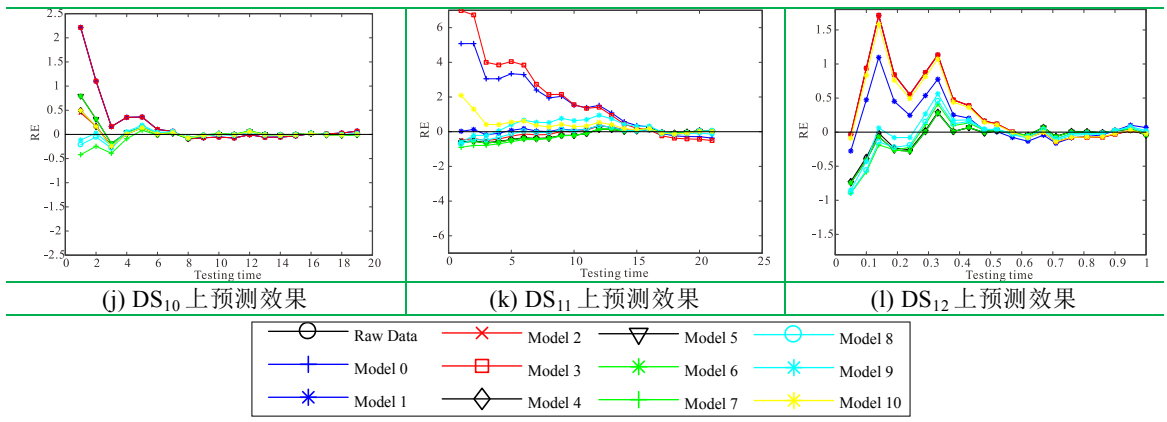 2.5
2
1.5
1
0.5
0
-0.5
-1
-1.5
-2
-2.5
RE
0 2 4 6 8 10 12 14 16 18 20
Testing time
6
4
2
0
-2
-4
-6
RE
0 5 10 15 20 25
Testing time
1.5
1
0.5
0
-0.5
-1
-1.5
RE
0 0.1 0.2 0.3 0.4 0.5 0.6 0.7 0.8 0.9 1
Testing time
(j) DS10 上预测效果
(k) DS11 上预测效果
(l) DS12 上预测效果
Raw Data
Model 0
Model 1
Model 2
Model 3
Model 4
Model 5
Model 6
Model 7
Model 8
Model 9
Model 10